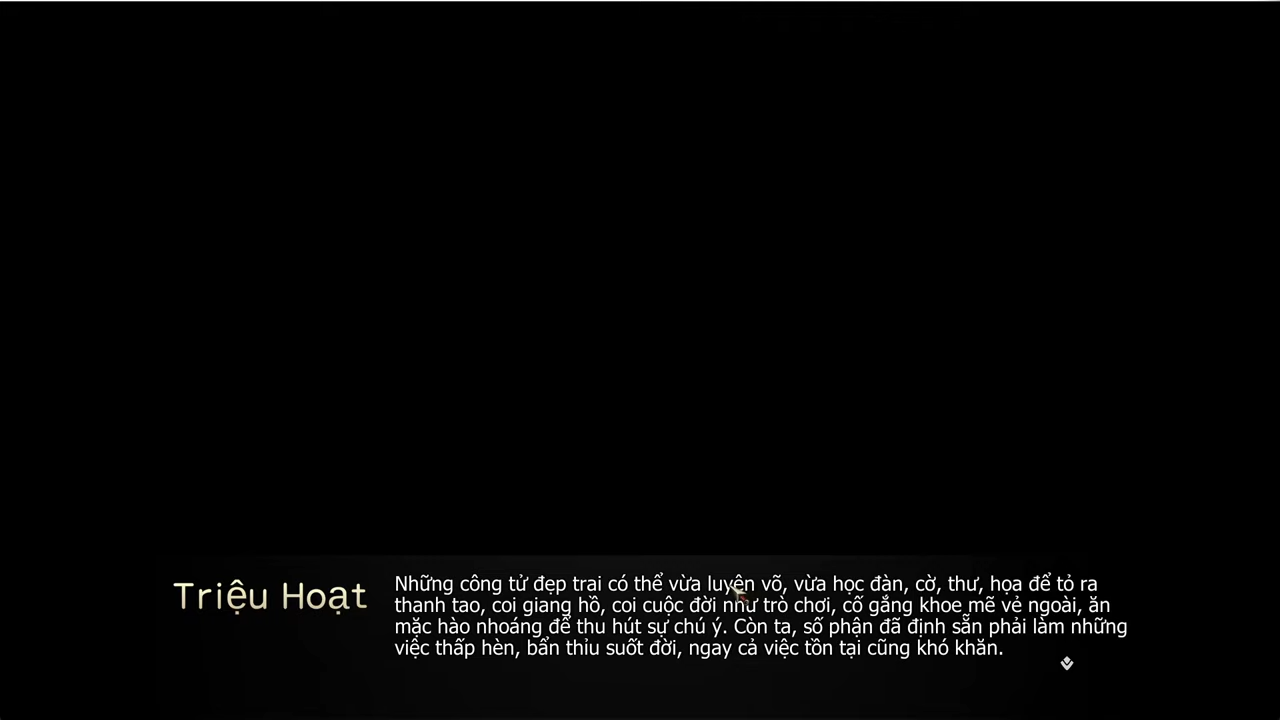 Triệu Hoạt
Những công tử đẹp trai có thể vừa luyện võ, vừa học đàn, cờ, thư, họa để tỏ ra
thanh tao, coi giang hồ, coi cuộc đời như trò chơi, cố gắng khoe mẽ vẻ ngoài, ăn
mặc hào nhoáng để thu hút sự chú ý. Còn ta, số phận đã định sẵn phải làm những
việc thấp hèn, bẩn thiu suốt đời, ngay cả việc tồn tại cũng khó khăn.